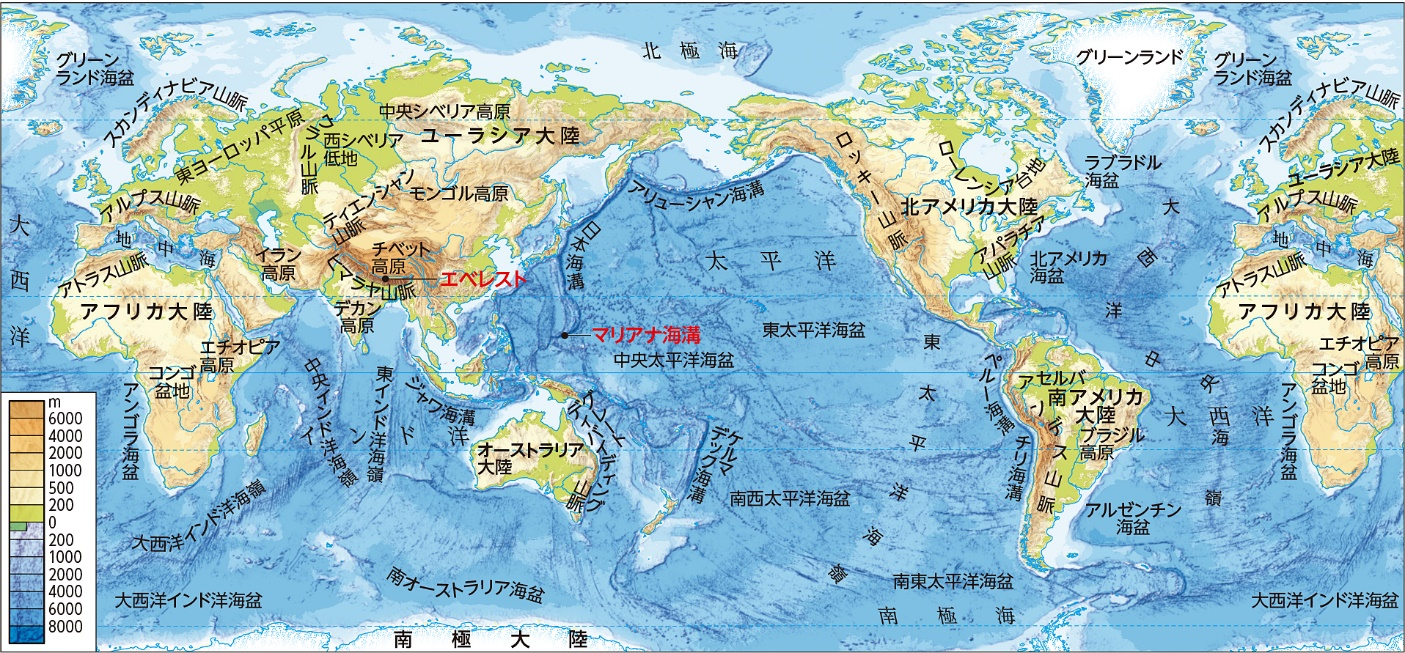 北極海
グリーン
ランド海盆
グリーンランド
グリーン
ランド海盆
スカンディナビア山脈
東ヨーロッパ平原
ウラル山脈
西シベリア
低地
中央シベリア高原
ユーラシア大陸
アルプス山脈
ティエンシャン
山脈
モンゴル高原
地中海
イラン
高原
チベット
高原
ヒマラヤ山脈
エベレスト
デカン
高原
アトラス山脈
アフリカ大陸
エチオピア
高原
コンゴ
盆地
アンゴラ海盆
大西洋
アリューシャン海溝
日本海溝
太平洋
マリアナ海溝
中央太平洋海盆
東太平洋海盆
ロッキー山脈
ローレンシア台地
北アメリカ大陸
アパラチア
山脈
ラブラドル
海盆
北アメリカ
海盆
大西洋
スカンディナビア山脈
ユーラシア大陸
アルプス山脈
地中海
アトラス山脈
アフリカ大陸
エチオピア
高原
コンゴ
盆地
アンゴラ海盆
中央大西洋海嶺
中央インド洋海嶺
東インド洋海嶺
インド洋
ジャワ海溝
オーストラリア
大陸
グレート
ディバイディング
山脈
ケルマ
デック海溝
南西太平洋海盆
東太平洋海嶺
ペルー海溝
チリ海溝
セルバ
アンデス山脈
南アメリカ
大陸
ブラジル
高原
アルゼンチン
海盆
大西洋インド洋海嶺
大西洋インド洋海盆
南オーストラリア海盆
南東太平洋海盆
南極海
大西洋インド洋海盆
南極大陸
m
6000
4000
2000
1000
500
200
0
200
1000
2000
4000
6000
8000